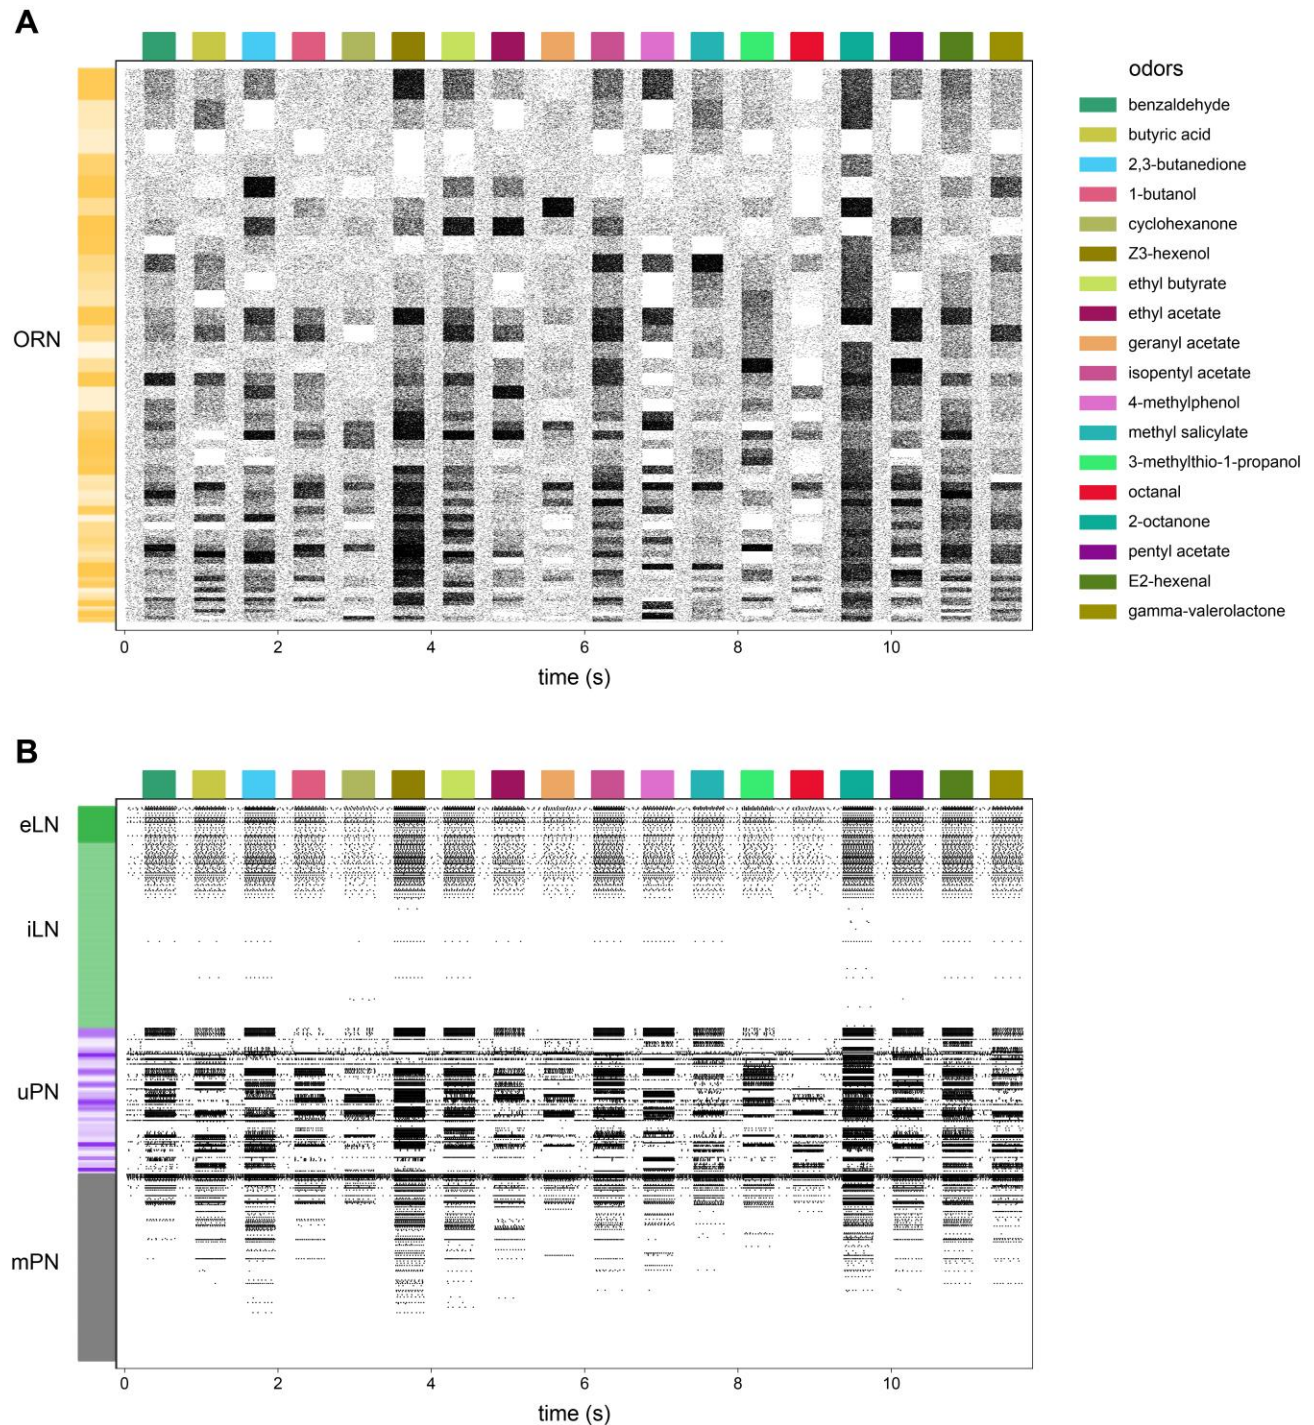 A
odors
benzaldehyde
butyric acid
2,3-butanedione
1-butanol
cyclohexanone
Z3-hexenol
ethyl butyrate
ethyl acetate
geranyl acetate
isopentyl acetate
4-methylphenol
methyl salicylate
3-methylthio-1-propanol
octanal
2-octanone
pentyl acetate
E2-hexenal
gamma-valerolactone
ORN
0 2 4 6 8 10
time (s)
B
eLN
iLN
uPN
mPN
0 2 4 6 8 10
time (s)